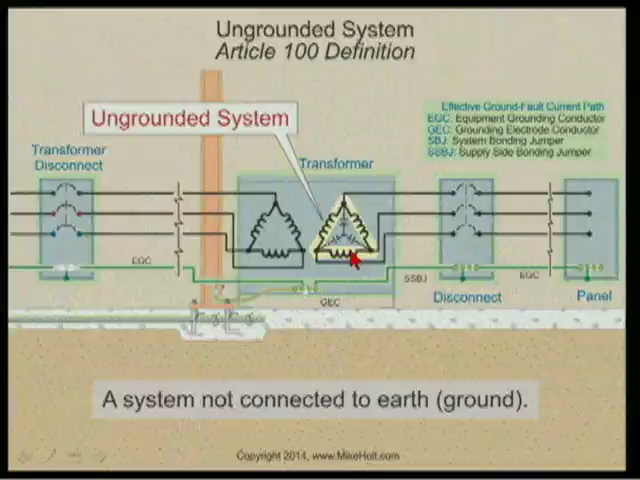 Ungrounded System
Article 100 Definition
Effective Ground-Fault Current Path
EGC: Equipment Grounding Conductor
GEC: Grounding Electrode Conductor
SBJ: System Bonding Jumper
SSBJ: Supply Side Bonding Jumper
Ungrounded System
Transformer
Disconnect
Transformer
EGC
SSBJ
EGC
GEC
Disconnect
Panel
A system not connected to earth (ground).
Copyright 2014, www.MikeHolt.com